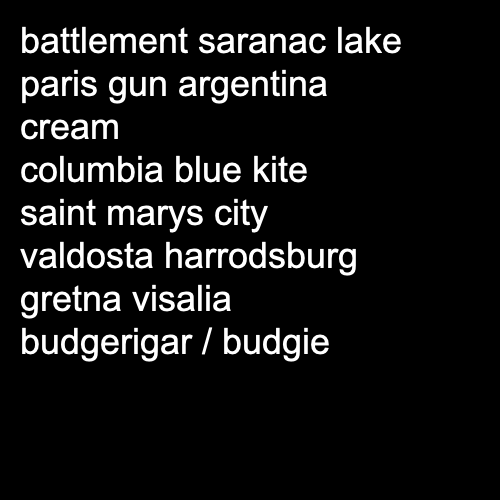 battlement saranac lake
paris gun argentina
cream
columbia blue kite
saint marys city
valdosta harrodsburg
gretna visalia
budgerigar / budgie